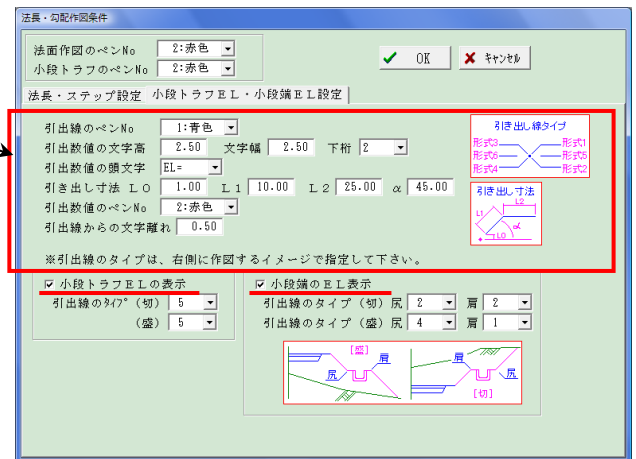 法長・勾配作図条件
法面作図のペンNo 2:赤色
小段トラフのペンNo 2:赤色
OK キャンセル
法長・ステップ設定 小段トラフEL・小段端EL設定
引出線のペンNo 1:青色
引出数値の文字高 2.50 文字幅 2.50 下桁 2
引出数値の頭文字 EL=
引き出し寸法 L0 1.00 L1 10.00 L2 25.00 α 45.00
引出数値のペンNo 2:赤色
引出線からの文字離れ 0.50
※引出線のタイプは、右側に作図するイメージで指定して下さい。
引き出し線タイプ
形式3 形式1
形式6 形式5
形式4 形式2
引き出し寸法
L2
L1
α
L0
小段トラフELの表示
引出線のタイプ(切) 5
(盛) 5
小段端のEL表示
引出線のタイプ(切)尻 2 肩 2
引出線のタイプ(盛)尻 4 肩 1
[盛] 肩
尻
肩
尻
[切]